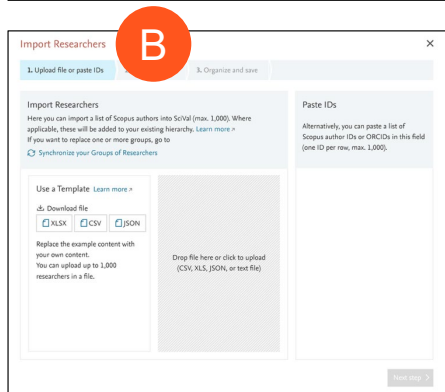 Import Researchers
B
1. Upload file or paste IDs
2.
3. Organize and save
Import Researchers
Here you can import a list of Scopus authors into SciVal (max. 1,000). Where
applicable, these will be added to your existing hierarchy. Learn more
If you want to replace one or more groups, go to
Synchronize your Groups of Researchers
Use a Template Learn more
Download file
XLSX CSV JSON
Replace the example content with
your own content.
You can upload up to 1,000
researchers in a file.
Drop file here or click to upload
(CSV, XLS, JSON, or text file)
Paste IDs
Alternatively, you can paste a list of
Scopus author IDs or ORCIDs in this field
(one ID per row, max. 1,000).
Next step